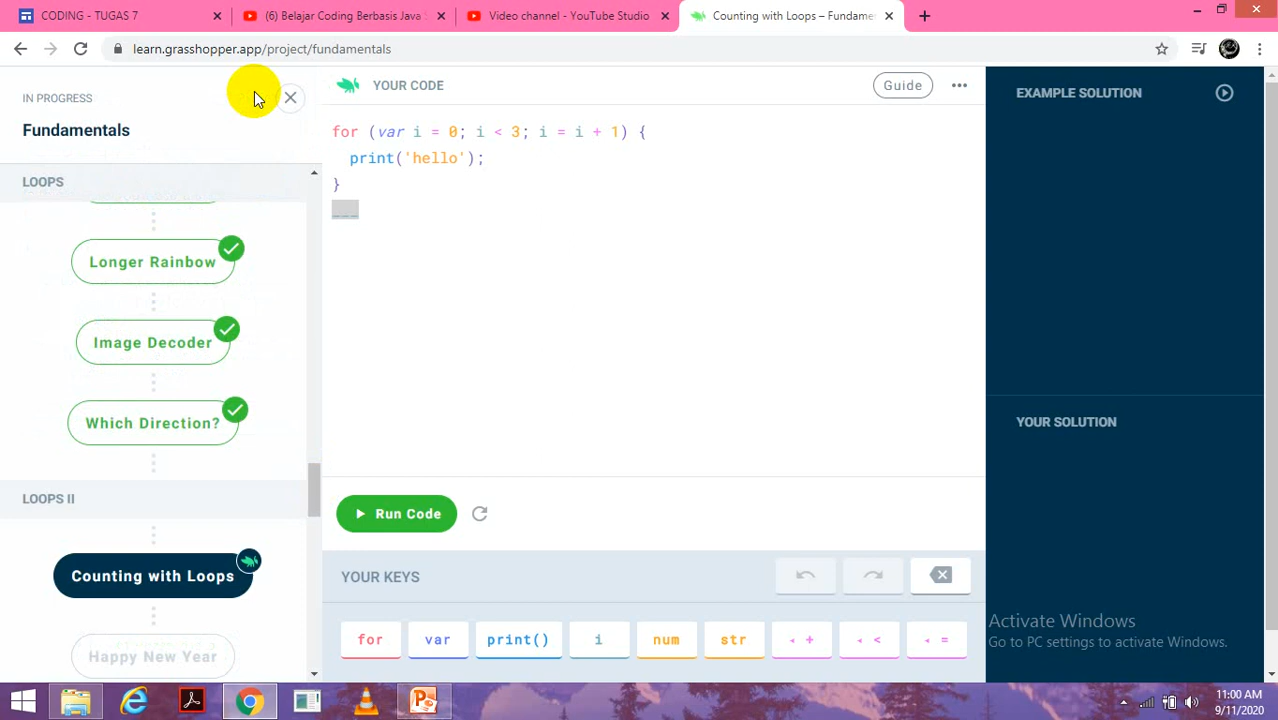 CODING - TUGAS 7
(6) Belajar Coding Berbasis Java S
Video channel - YouTube Studio
Counting with Loops – Fundame
learn.grasshopper.app/project/fundamentals
IN PROGRESS
Fundamentals
LOOPS
Longer Rainbow
Image Decoder
Which Direction?
LOOPS II
Counting with Loops
Happy New Year
YOUR CODE
Guide
for (var i = 0; i < 3; i = i + 1) {
print('hello');
}
___
Run Code
YOUR KEYS
for
var
print()
i
num
str
+
<
=
EXAMPLE SOLUTION
YOUR SOLUTION
Activate Windows
Go to PC settings to activate Windows.
11:00 AM
9/11/2020